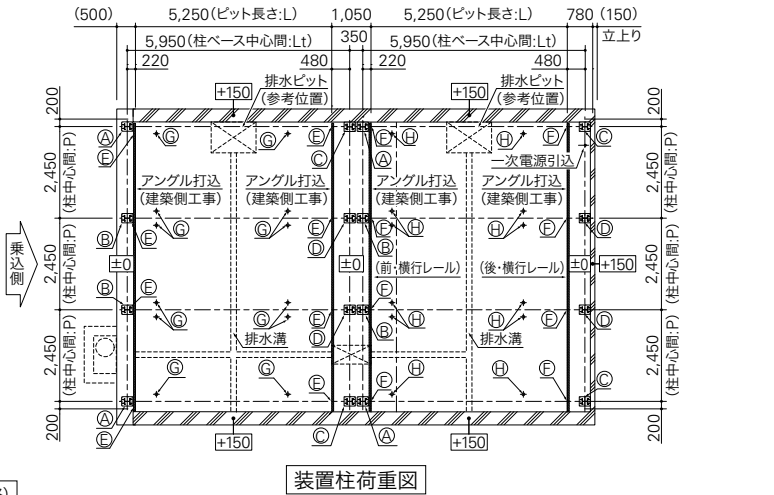 (500) 5,250(ピット長さ:L) 1,050 5,250(ピット長さ:L) 780 (150)
5,950(柱ベース中心間:Lt) 350 5,950(柱ベース中心間:Lt) 立上り
220 480 220 480
排水ピット 排水ピット
+150 (参考位置) +150 (参考位置)
200 200
Ⓐ Ⓖ Ⓖ Ⓔ Ⓒ Ⓕ Ⓗ Ⓗ Ⓕ Ⓒ
Ⓔ Ⓐ
一次電源引込
2,450 2,450
(柱中心間:P) (柱中心間:P)
アングル打込 アングル打込 アングル打込 アングル打込
(建築側工事) (建築側工事) (建築側工事) (建築側工事)
Ⓑ Ⓔ Ⓖ Ⓖ Ⓔ Ⓓ Ⓕ Ⓑ Ⓗ Ⓗ Ⓕ Ⓓ
乗込側
±0 ±0 (前・横行レール) (後・横行レール) ±0 +150
2,450 2,450
(柱中心間:P) (柱中心間:P)
Ⓑ Ⓔ Ⓖ Ⓖ Ⓔ Ⓓ Ⓕ Ⓑ Ⓗ Ⓗ Ⓕ Ⓓ
排水溝 排水溝
2,450 2,450
(柱中心間:P) (柱中心間:P)
Ⓖ Ⓖ Ⓔ Ⓕ Ⓗ Ⓗ Ⓕ Ⓒ
Ⓐ Ⓒ Ⓐ
Ⓔ
200 200
+150 +150
装置柱荷重図